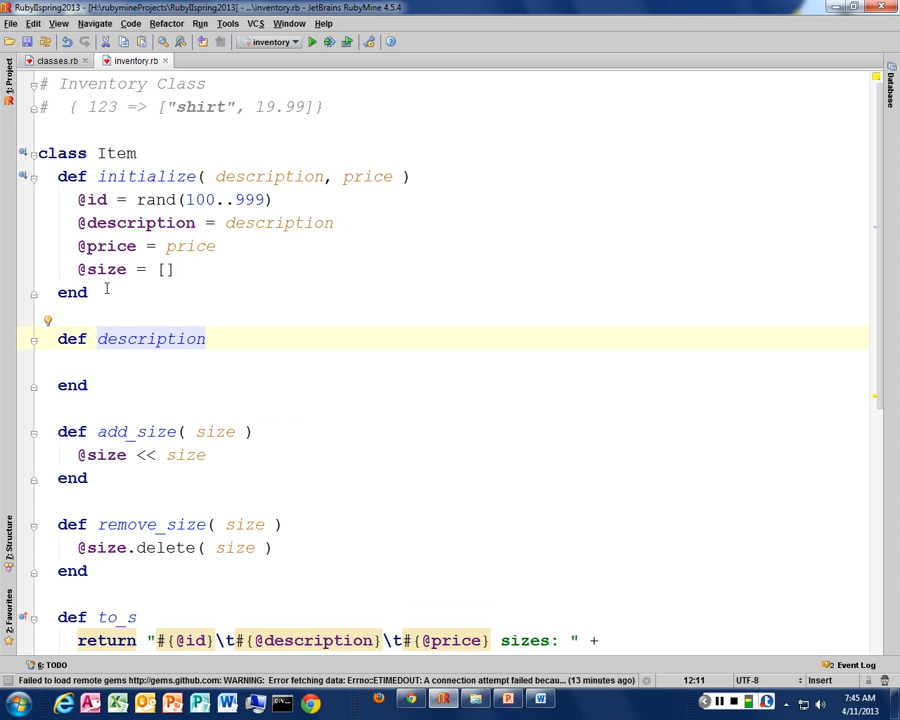 RubyIIspring2013] - [H:\rubymineProjects\RubyIIspring2013] - ...\inventory.rb] - JetBrains RubyMine 4.5.4
File Edit View Navigate Code Refactor Run Tools VCS Window Help
inventory
classes.rb inventory.rb
1: Project
Database
# Inventory Class
# { 123 => ["shirt", 19.99]}
class Item
def initialize( description, price )
@id = rand(100..999)
@description = description
@price = price
@size = []
end
def description
end
def add_size( size )
@size << size
end
def remove_size( size )
@size.delete( size )
end
def to_s
return "#{@id}\t#{@description}\t#{@price} sizes: " +
7: Structure
2: Favorites
6: TODO
2 Event Log
Failed to load remote gems http://gems.github.com: WARNING: Error fetching data: Errno::ETIMEDOUT: A connection attempt failed becau... (13 minutes ago)
12:11 UTF-8 Insert
7:45 AM
4/11/2013